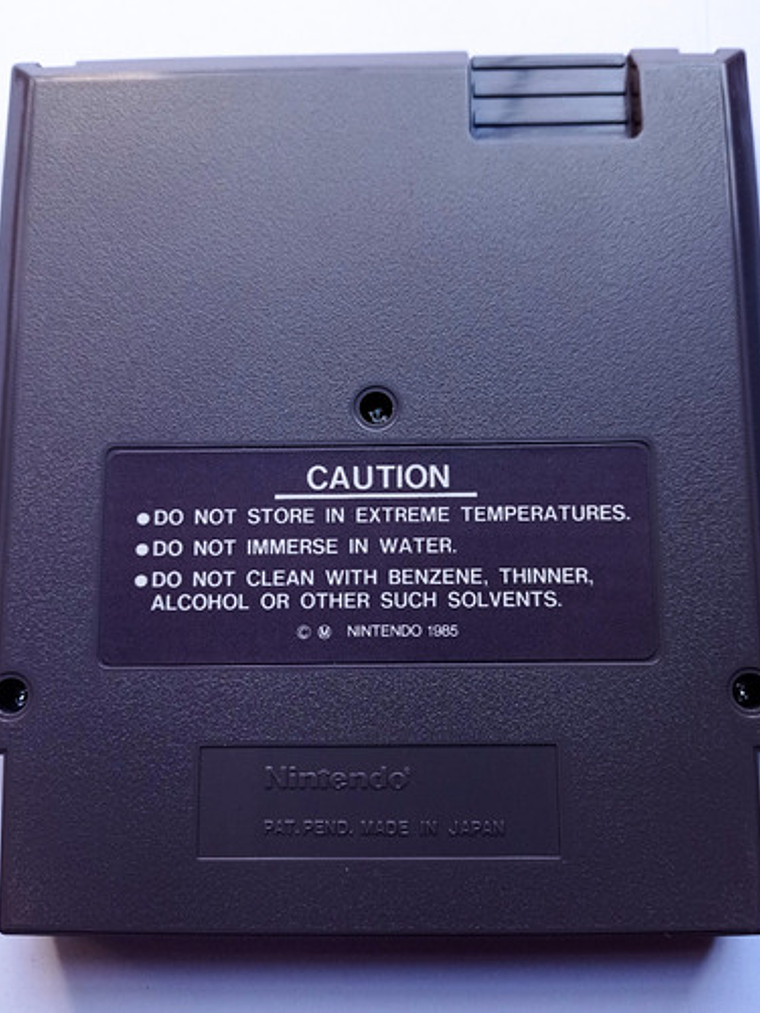 CAUTION
●DO NOT STORE IN EXTREME TEMPERATURES.
●DO NOT IMMERSE IN WATER.
●DO NOT CLEAN WITH BENZENE, THINNER,
ALCOHOL OR OTHER SUCH SOLVENTS.
© Ⓜ NINTENDO 1985
Nintendo®
PAT. PEND. MADE IN JAPAN